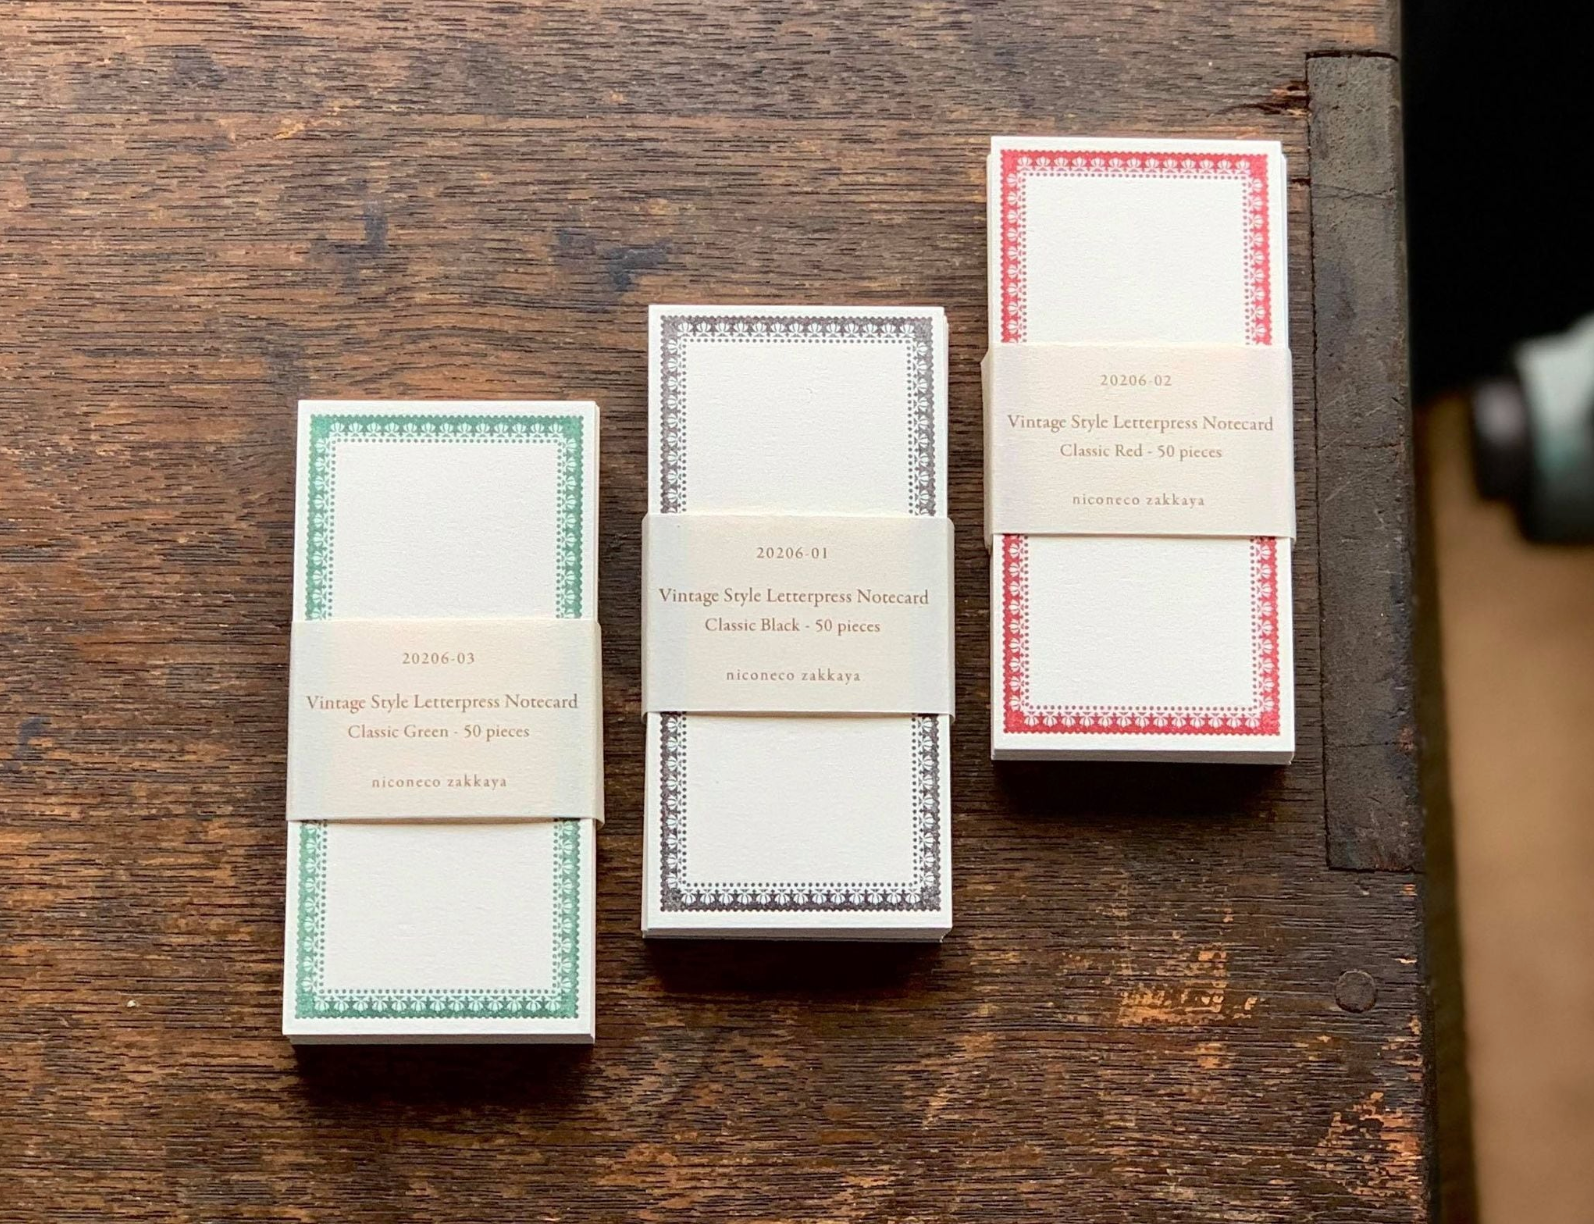 20206-03
Vintage Style Letterpress Notecard
Classic Green - 50 pieces
niconeco zakkaya
20206-01
Vintage Style Letterpress Notecard
Classic Black - 50 pieces
niconeco zakkaya
20206-02
Vintage Style Letterpress Notecard
Classic Red - 50 pieces
niconeco zakkaya